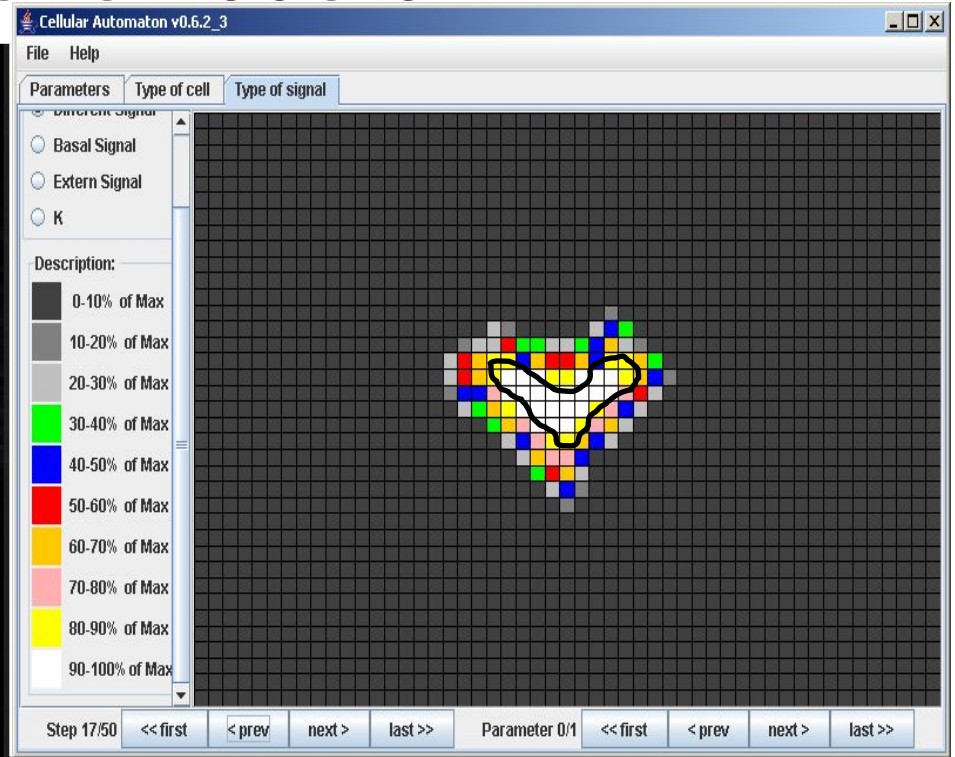 Cellular Automaton v0.6.2_3
File Help
Parameters Type of cell Type of signal
Different Signal
Basal Signal
Extern Signal
K
Description:
0-10% of Max
10-20% of Max
20-30% of Max
30-40% of Max
40-50% of Max
50-60% of Max
60-70% of Max
70-80% of Max
80-90% of Max
90-100% of Max
Step 17/50 << first < prev next > last >> Parameter 0/1 << first < prev next > last >>